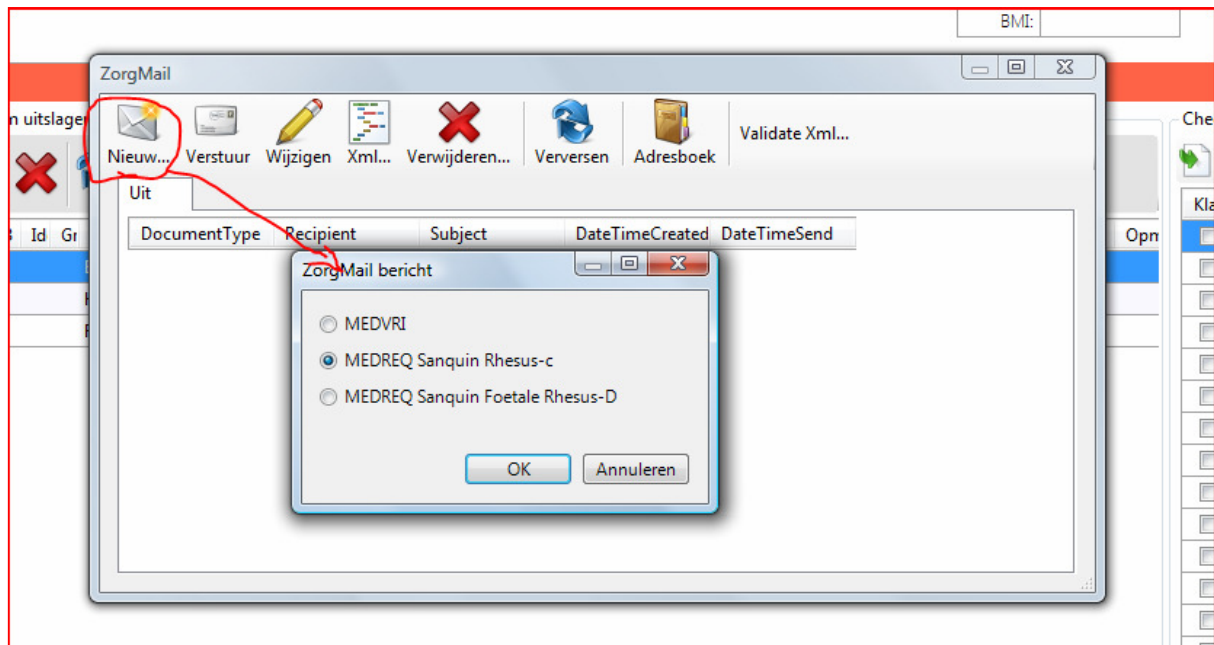 BMI:
ZorgMail
n uitslage
Che
Nieuw... Verstuur Wijzigen Xml... Verwijderen... Verversen Adresboek Validate Xml...
Uit
Kla
Id Gr
DocumentType Recipient Subject DateTimeCreated DateTimeSend
Opm
ZorgMail bericht
MEDVRI
MEDREQ Sanquin Rhesus-c
MEDREQ Sanquin Foetale Rhesus-D
OK Annuleren